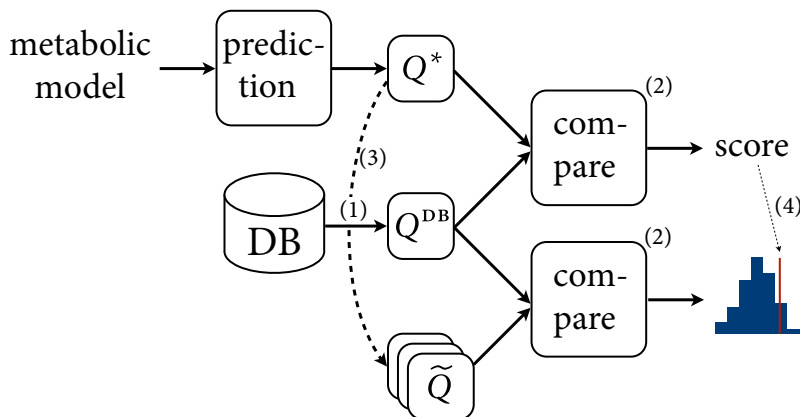 metabolic
model
predic-
tion
Q*
(3)
com-
pare
(2)
score
(4)
DB
(1)
Q^DB
com-
pare
(2)
Q̃